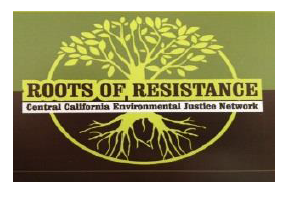 ROOTS OF RESISTANCE
Central California Environmental Justice Network